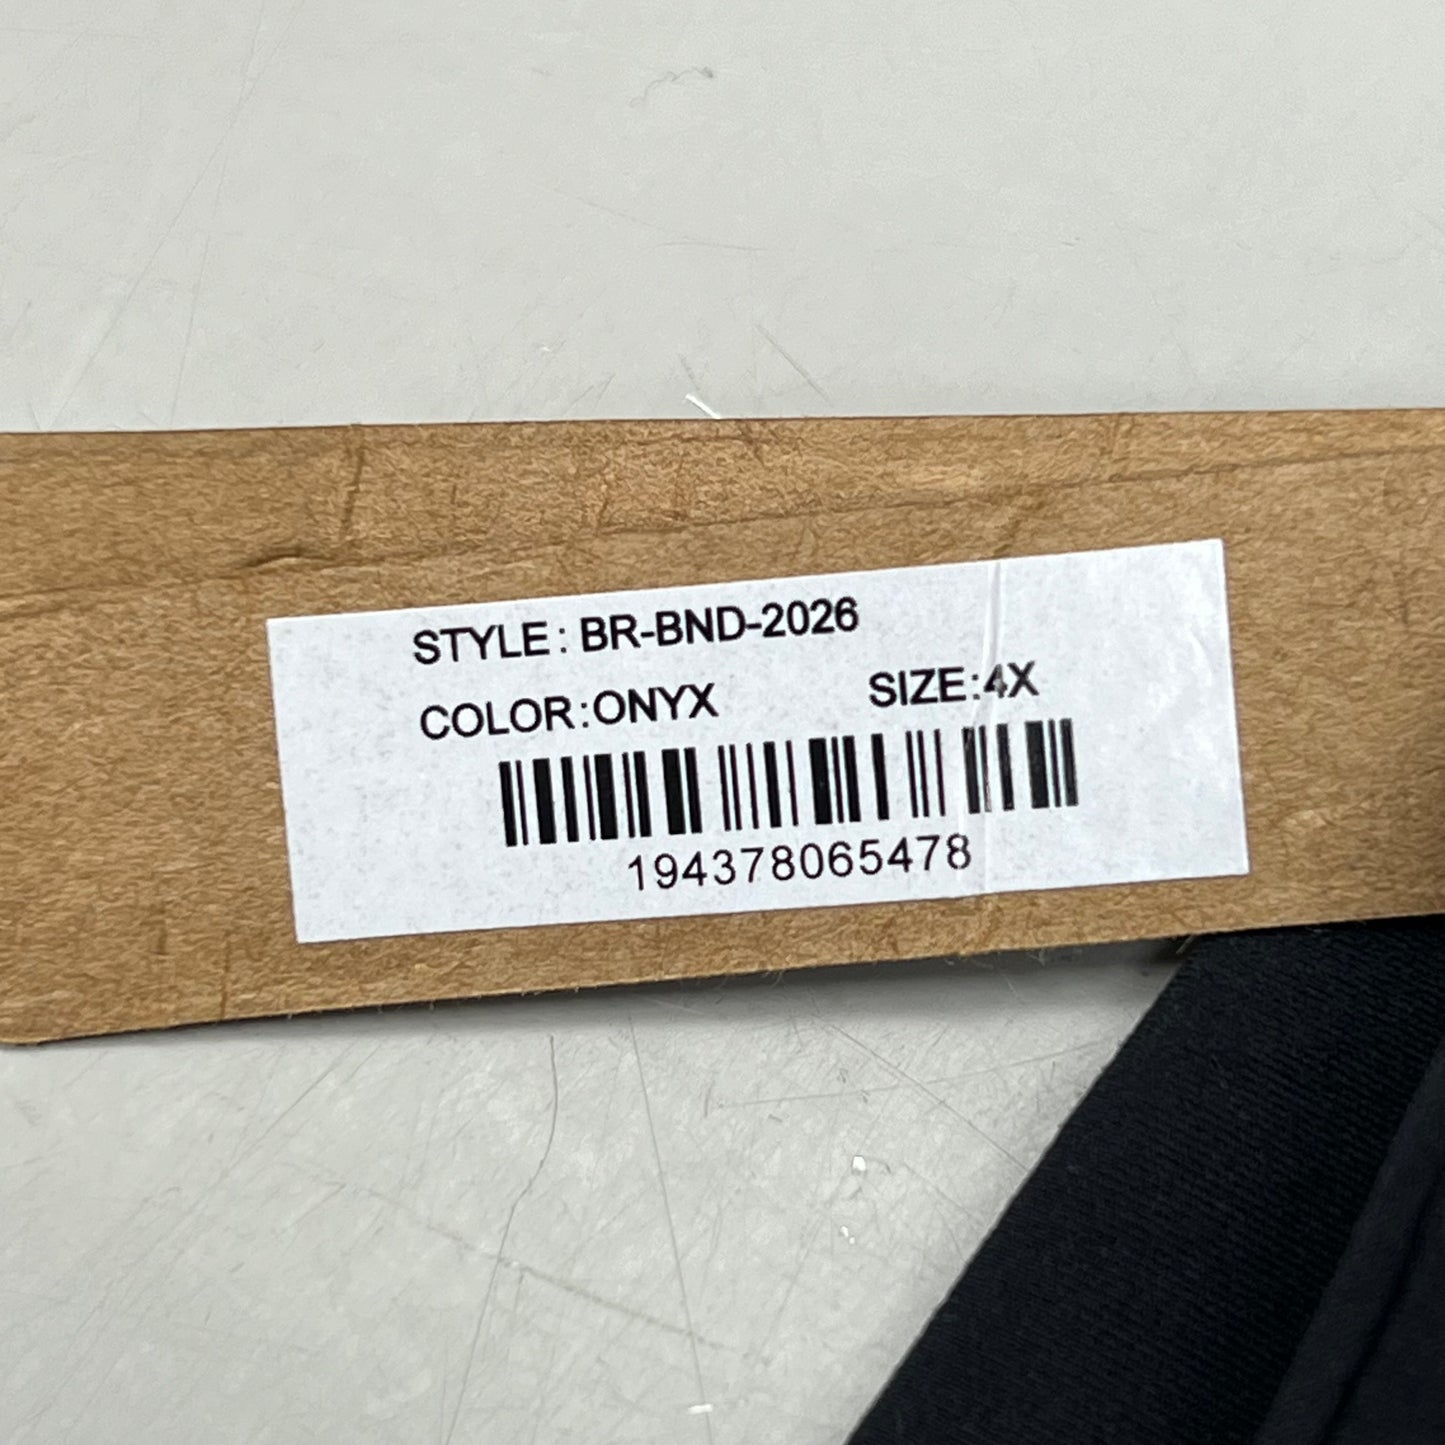 STYLE: BR-BND-2026
COLOR:ONYX SIZE:4X
194378065478